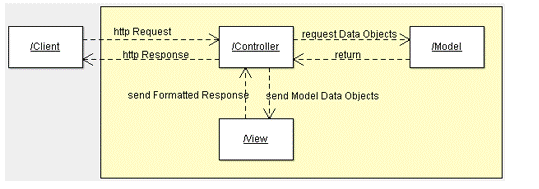 http Request
request Data Objects
/Client
/Controller
/Model
http Response
return
send Formatted Response
send Model Data Objects
/View